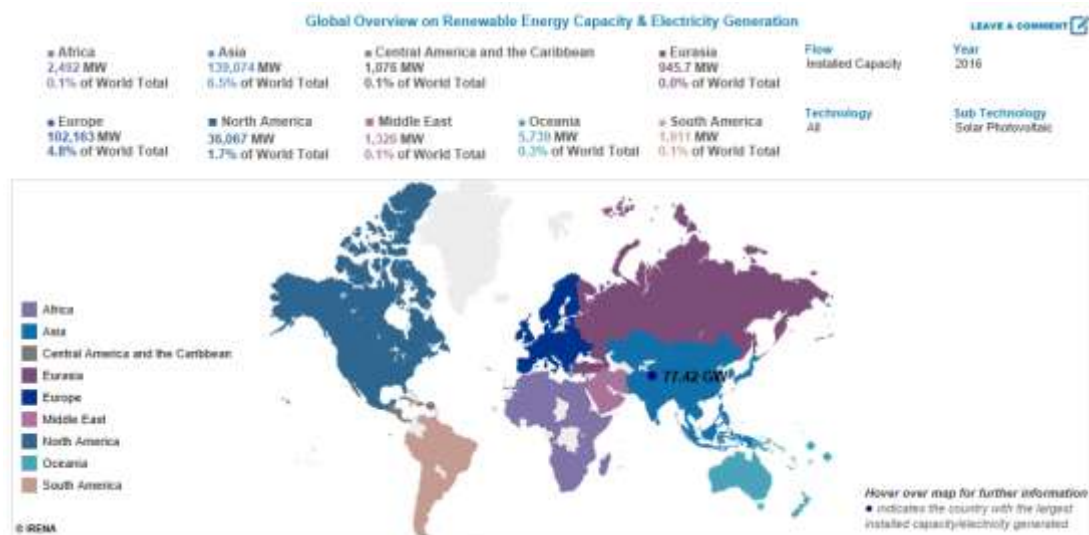 Global Overview on Renewable Energy Capacity & Electricity Generation
LEAVE A COMMENT
Africa
2,492 MW
0.1% of World Total
Asia
139,074 MW
6.5% of World Total
Central America and the Caribbean
1,076 MW
0.1% of World Total
Eurasia
945.7 MW
0.0% of World Total
Flow
Installed Capacity
Year
2016
Europe
102,163 MW
4.8% of World Total
North America
36,067 MW
1.7% of World Total
Middle East
1,326 MW
0.1% of World Total
Oceania
5,739 MW
0.3% of World Total
South America
1,911 MW
0.1% of World Total
Technology
All
Sub Technology
Solar Photovoltaic
Africa
Asia
Central America and the Caribbean
Eurasia
Europe
Middle East
North America
Oceania
South America
77.42 GW
Hover over map for further information
indicates the country with the largest
installed capacity/electricity generated
© IRENA